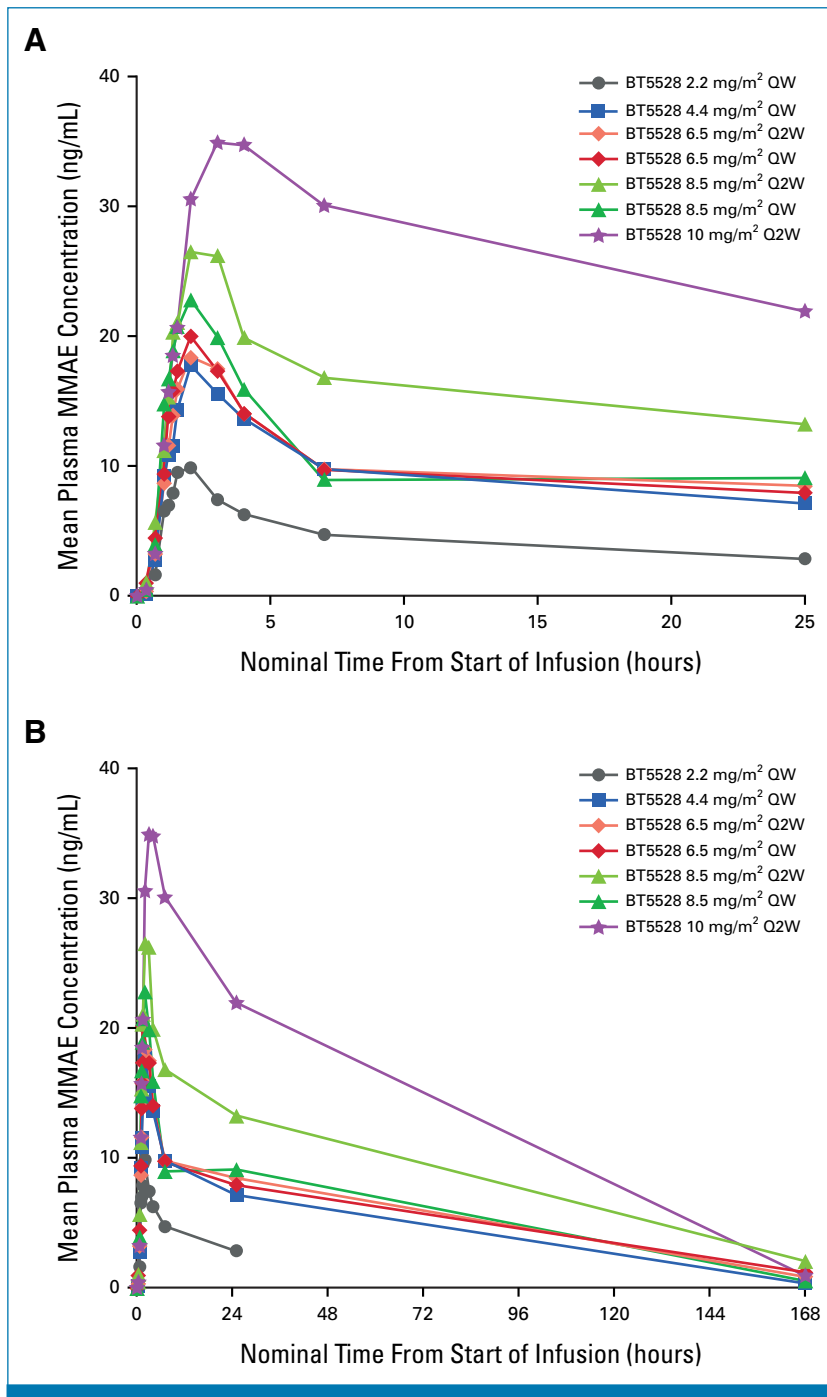 A
40
30
20
10
0
Mean Plasma MMAE Concentration (ng/mL)
BT5528 2.2 mg/m² QW
BT5528 4.4 mg/m² QW
BT5528 6.5 mg/m² Q2W
BT5528 6.5 mg/m² QW
BT5528 8.5 mg/m² Q2W
BT5528 8.5 mg/m² QW
BT5528 10 mg/m² Q2W
0 5 10 15 20 25
Nominal Time From Start of Infusion (hours)
B
40
30
20
10
0
Mean Plasma MMAE Concentration (ng/mL)
BT5528 2.2 mg/m² QW
BT5528 4.4 mg/m² QW
BT5528 6.5 mg/m² Q2W
BT5528 6.5 mg/m² QW
BT5528 8.5 mg/m² Q2W
BT5528 8.5 mg/m² QW
BT5528 10 mg/m² Q2W
0 24 48 72 96 120 144 168
Nominal Time From Start of Infusion (hours)